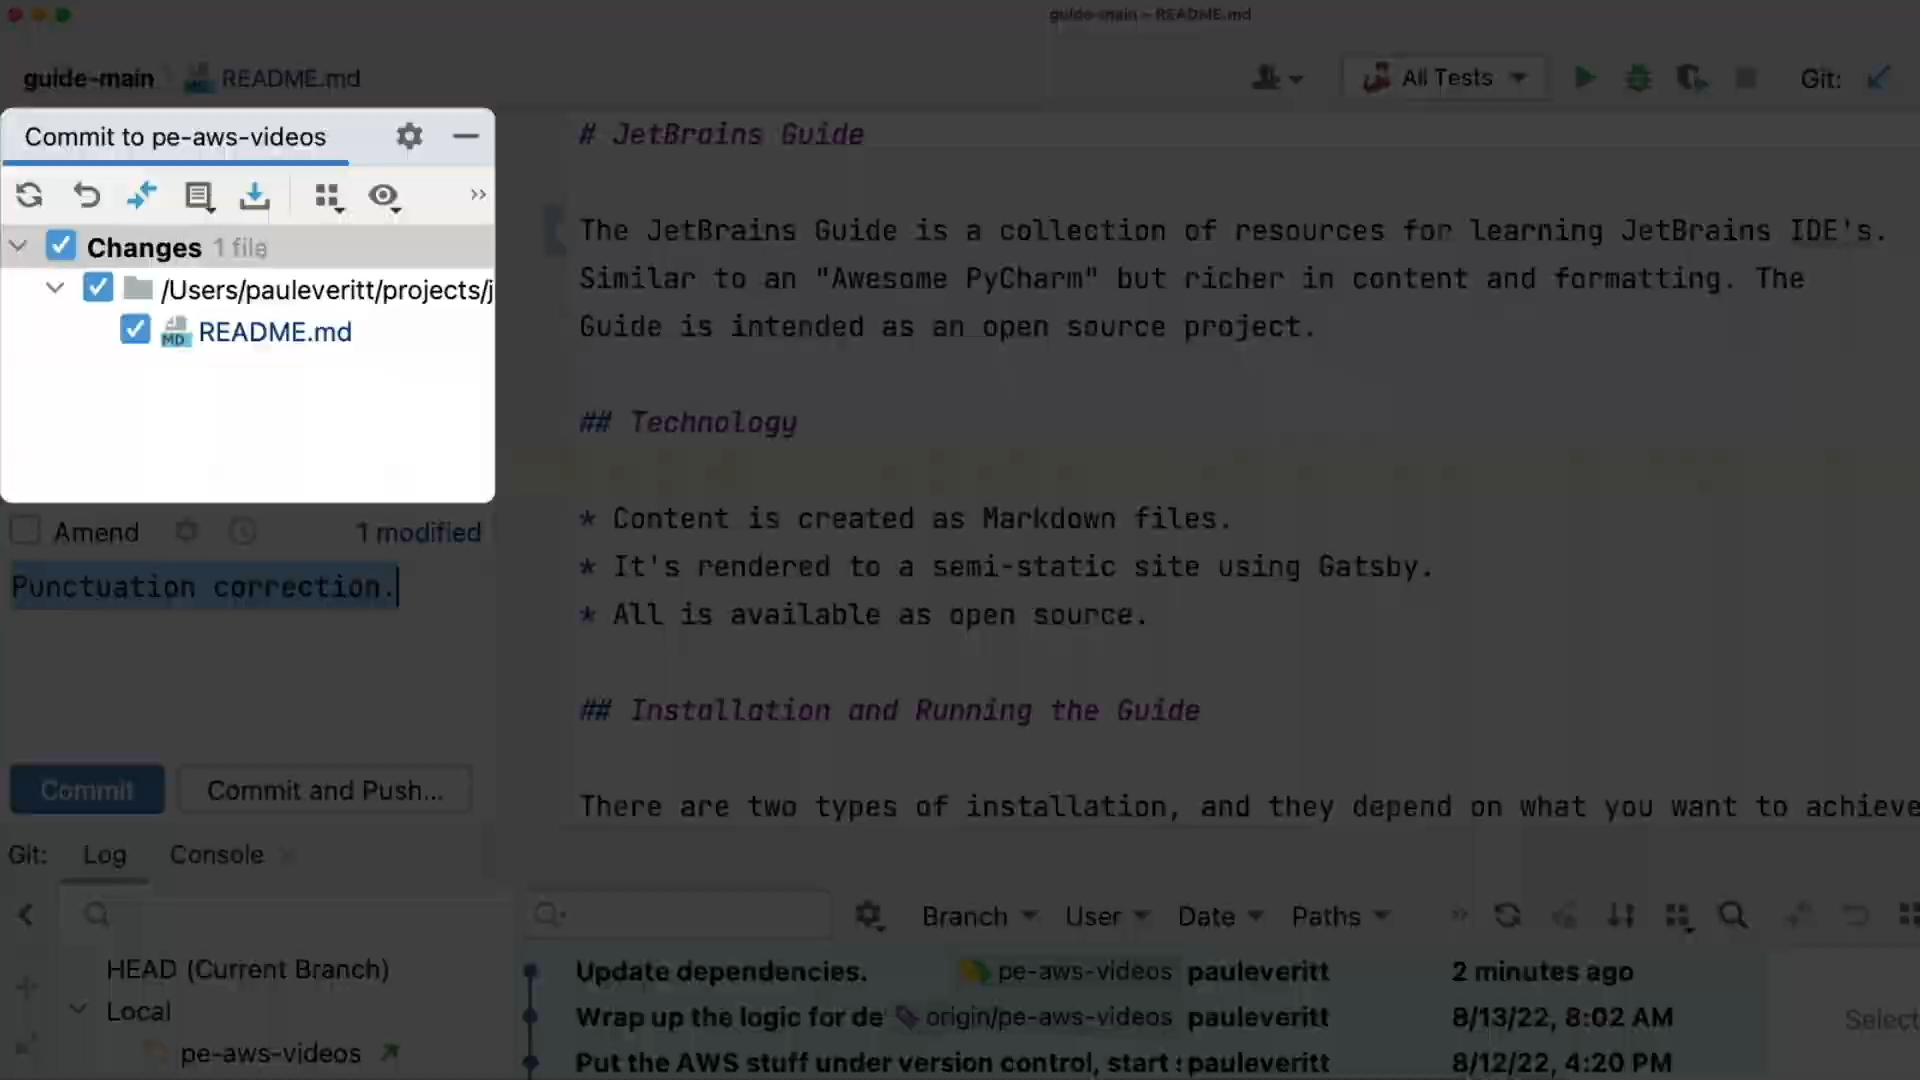 guide-main – README.md
guide-main README.md
All Tests Git:
Commit to pe-aws-videos
Changes 1 file
/Users/pauleveritt/projects/j
MD README.md
Amend 1 modified
Punctuation correction.
Commit Commit and Push...
# JetBrains Guide
The JetBrains Guide is a collection of resources for learning JetBrains IDE's.
Similar to an "Awesome PyCharm" but richer in content and formatting. The
Guide is intended as an open source project.
## Technology
* Content is created as Markdown files.
* It's rendered to a semi-static site using Gatsby.
* All is available as open source.
## Installation and Running the Guide
There are two types of installation, and they depend on what you want to achieve
Git: Log Console
Branch User Date Paths
HEAD (Current Branch)
Local
pe-aws-videos
Update dependencies. pe-aws-videos pauleveritt 2 minutes ago
Wrap up the logic for de origin/pe-aws-videos pauleveritt 8/13/22, 8:02 AM
Put the AWS stuff under version control, start : pauleveritt 8/12/22, 4:20 PM
Select